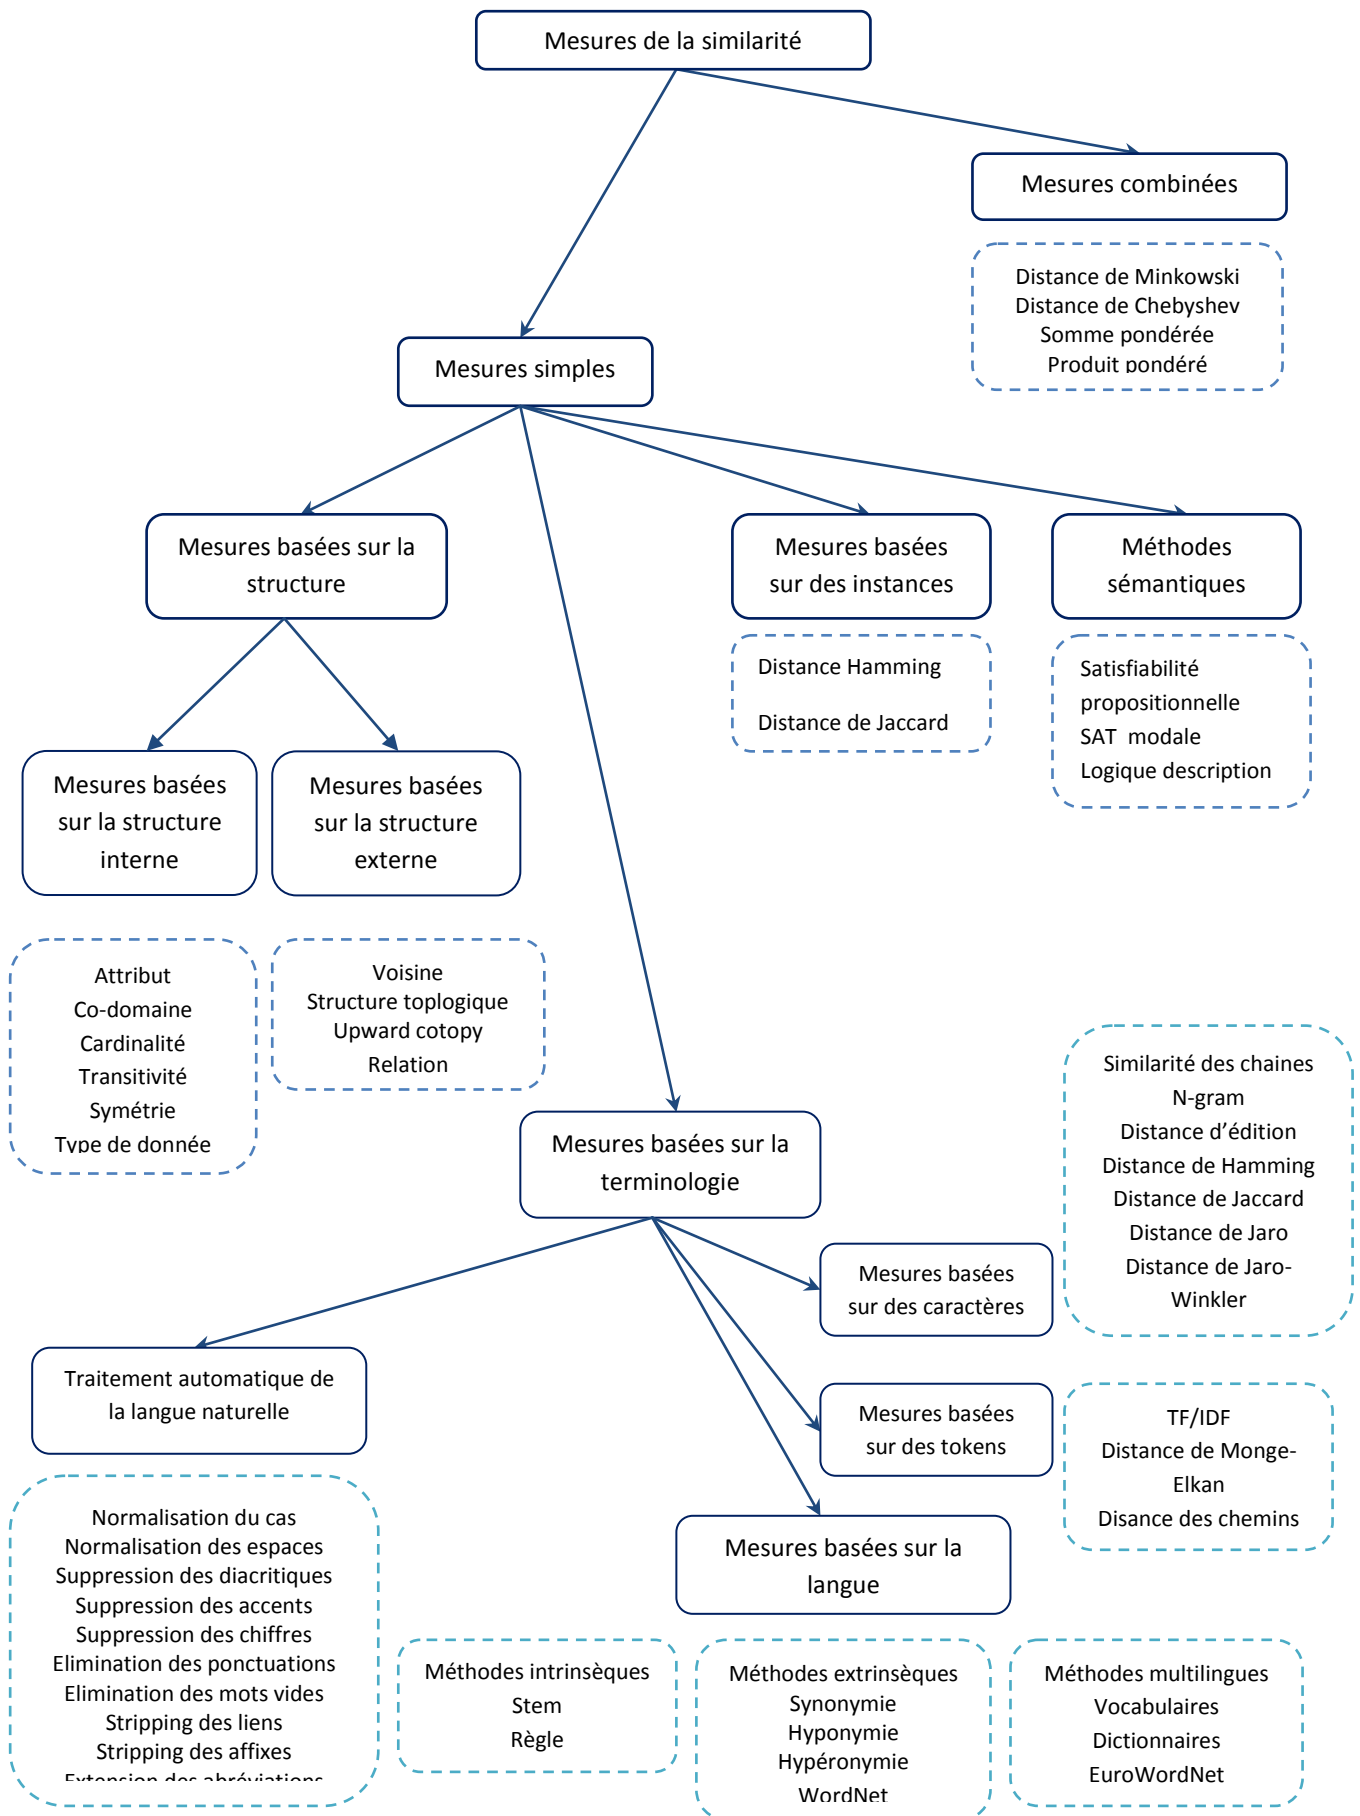 Mesures de la similarité
Mesures combinées
Distance de Minkowski
Distance de Chebyshev
Somme pondérée
Produit pondéré
Mesures simples
Mesures basées sur la
structure
Mesures basées
sur des instances
Méthodes
sémantiques
Distance Hamming
Distance de Jaccard
Satisfiabilité
propositionnelle
SAT  modale
Logique description
Mesures basées
sur la structure
interne
Mesures basées
sur la structure
externe
Attribut
Co-domaine
Cardinalité
Transitivité
Symétrie
Type de donnée
Voisine
Structure toplogique
Upward cotopy
Relation
Mesures basées sur la
terminologie
Similarité des chaines
N-gram
Distance d’édition
Distance de Hamming
Distance de Jaccard
Distance de Jaro
Distance de Jaro-
Winkler
Mesures basées
sur des caractères
Traitement automatique de
la langue naturelle
Mesures basées
sur des tokens
TF/IDF
Distance de Monge-
Elkan
Disance des chemins
Mesures basées sur la
langue
Normalisation du cas
Normalisation des espaces
Suppression des diacritiques
Suppression des accents
Suppression des chiffres
Elimination des ponctuations
Elimination des mots vides
Stripping des liens
Stripping des affixes
Extension des abréviations
Méthodes intrinsèques
Stem
Règle
Méthodes extrinsèques
Synonymie
Hyponymie
Hypéronymie
WordNet
Méthodes multilingues
Vocabulaires
Dictionnaires
EuroWordNet